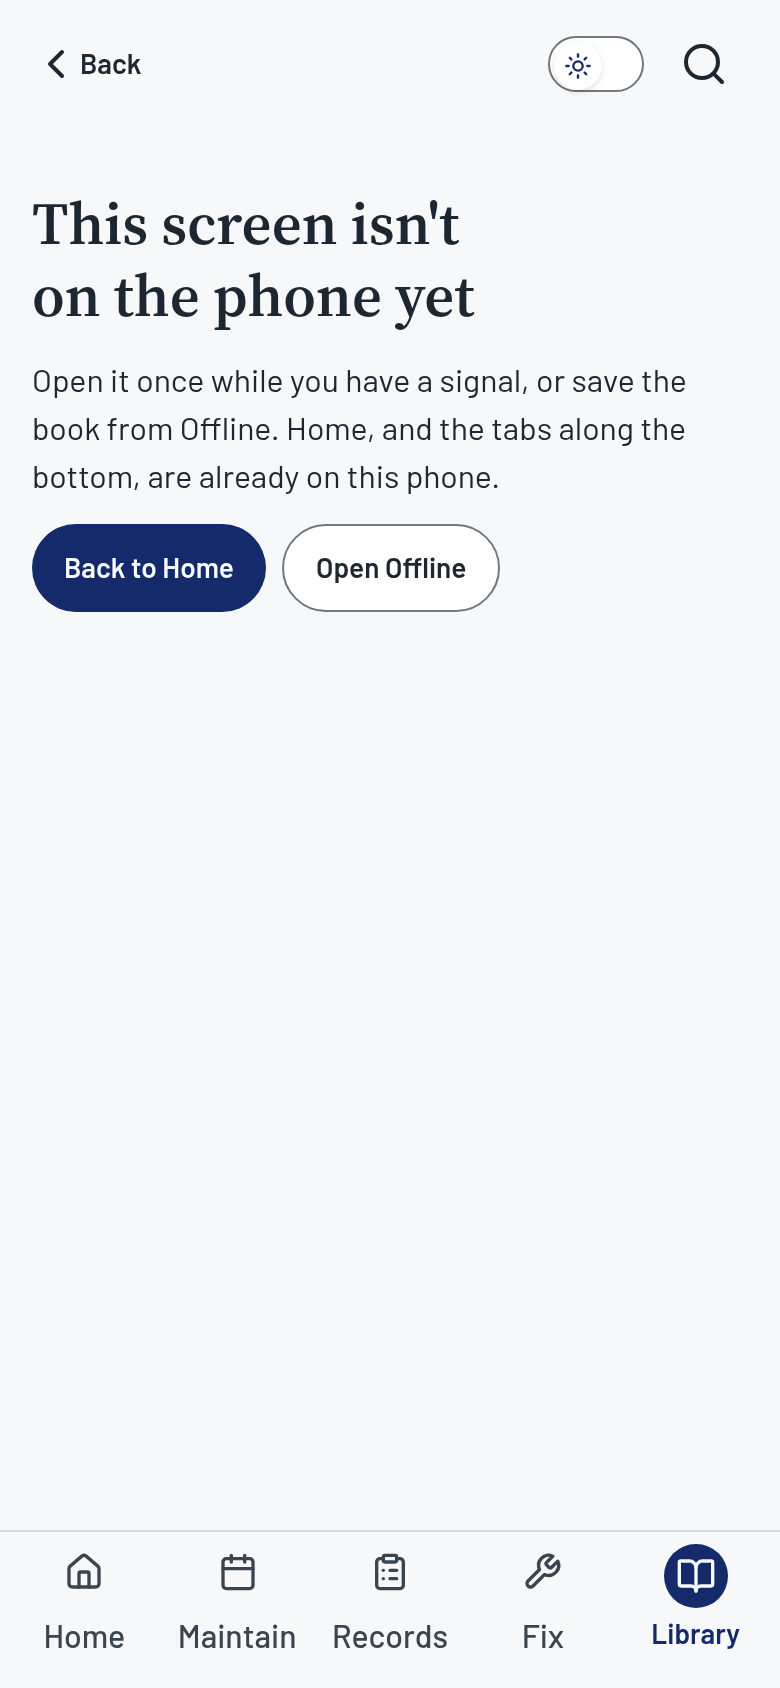 Back
This screen isn't
on the phone yet
Open it once while you have a signal, or save the
book from Offline. Home, and the tabs along the
bottom, are already on this phone.
Back to Home
Open Offline
Home
Maintain
Records
Fix
Library